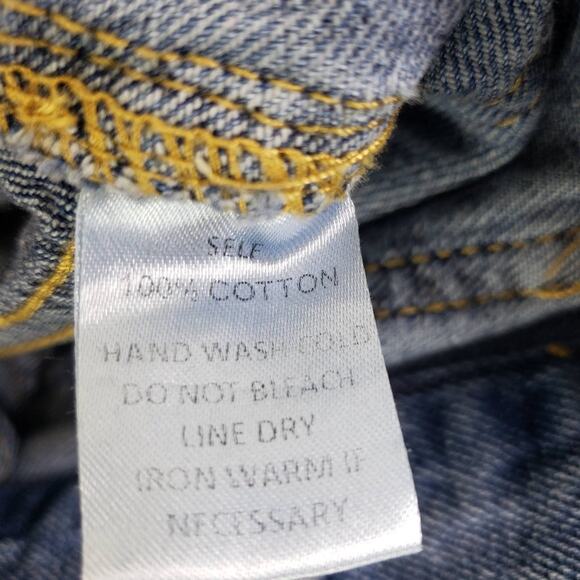 SELF
100% COTTON
HAND WASH COLD
DO NOT BLEACH
LINE DRY
IRON WARM IF
NECESSARY